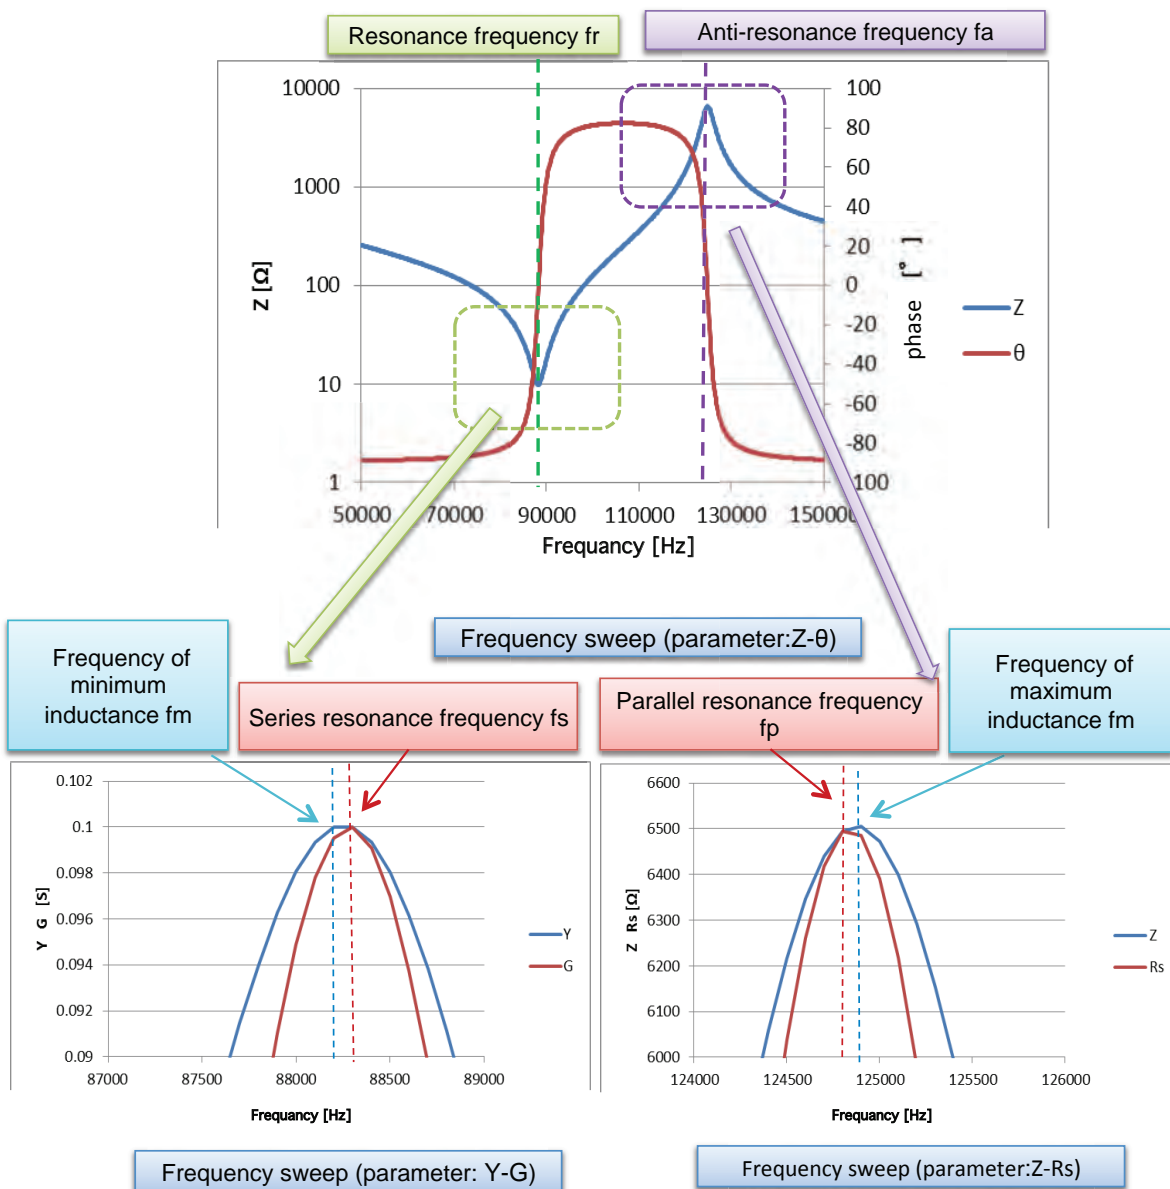 Resonance frequency fr
Anti-resonance frequency fa
10000
1000
100
10
1
Z [Ω]
100
80
60
40
20
0
-20
-40
-60
-80
-100
phase [°]
50000 70000 90000 110000 130000 150000
Frequancy [Hz]
Z
θ
Frequency sweep (parameter:Z-θ)
Frequency of
minimum
inductance fm
Series resonance frequency fs
Parallel resonance frequency
fp
Frequency of
maximum
inductance fm
0.102
0.1
0.098
0.096
0.094
0.092
0.09
Y G [S]
87000 87500 88000 88500 89000
Frequency [Hz]
Y
G
6600
6500
6400
6300
6200
6100
6000
Z Rs[Ω]
124000 124500 125000 125500 126000
Frequency [Hz]
Z
Rs
Frequency sweep (parameter: Y-G)
Frequency sweep (parameter:Z-Rs)